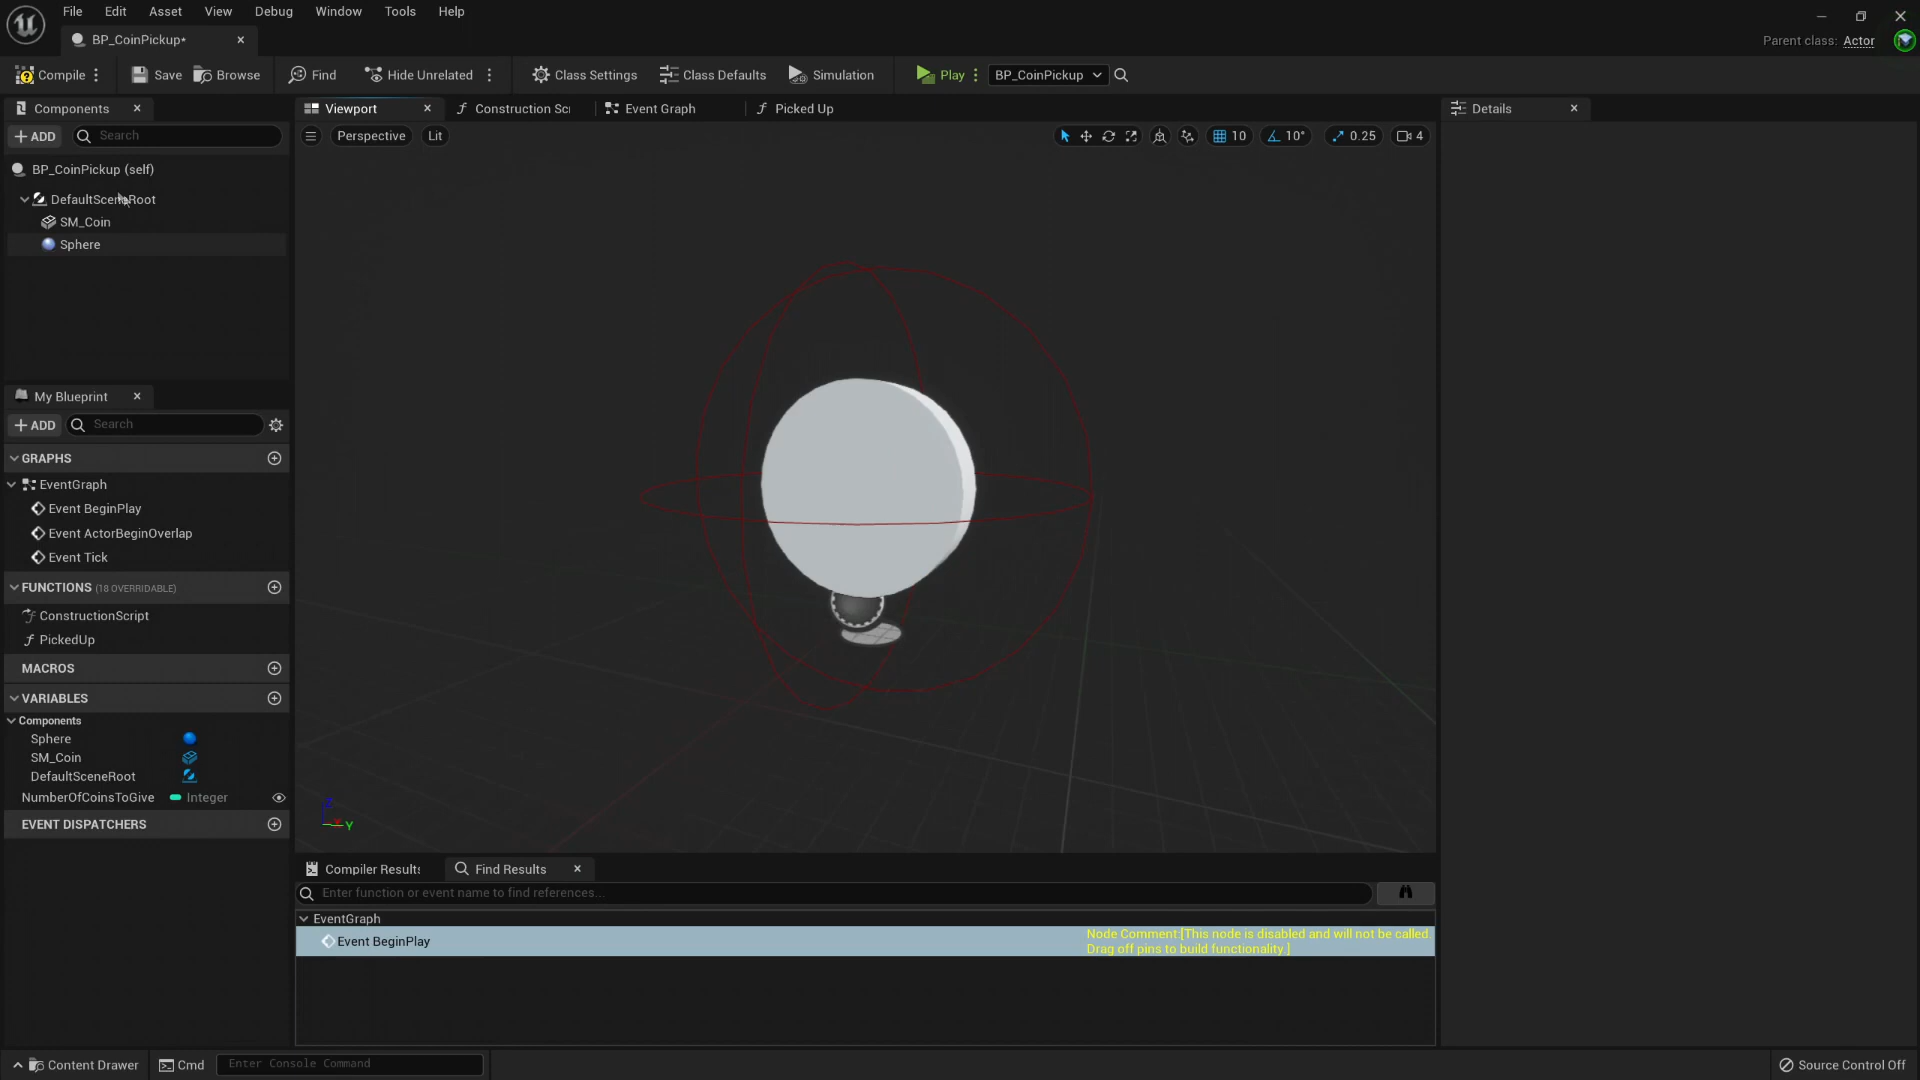 File Edit Asset View Debug Window Tools Help
BP_CoinPickup*
Parent class: Actor
Compile Save Browse Find Hide Unrelated Class Settings Class Defaults Simulation Play BP_CoinPickup
Components
Viewport Construction Scr Event Graph Picked Up
Details
ADD Search
Perspective Lit
10 10° 0.25 4
BP_CoinPickup (self)
DefaultSceneRoot
SM_Coin
Sphere
My Blueprint
ADD Search
GRAPHS
EventGraph
Event BeginPlay
Event ActorBeginOverlap
Event Tick
FUNCTIONS (18 OVERRIDABLE)
ConstructionScript
PickedUp
MACROS
VARIABLES
Components
Sphere
SM_Coin
DefaultSceneRoot
NumberOfCoinsToGive Integer
EVENT DISPATCHERS
Z
X Y
Compiler Results Find Results
Enter function or event name to find references...
EventGraph
Event BeginPlay
Node Comment:[This node is disabled and will not be called.
Drag off pins to build functionality.]
Content Drawer Cmd Enter Console Command
Source Control Off